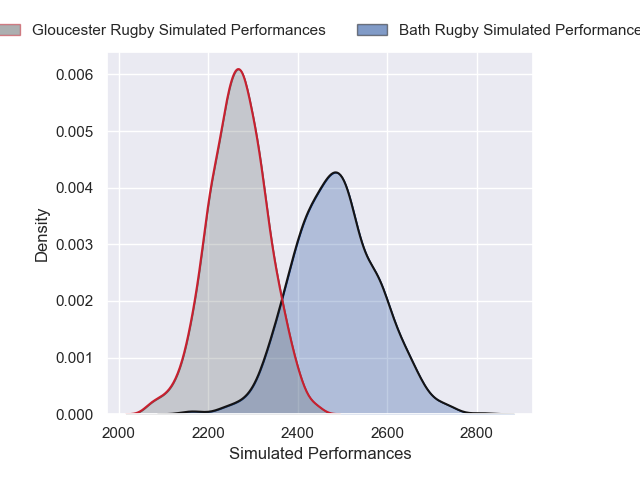 Gloucester Rugby Simulated Performances Bath Rugby Simulated Performance
0.006
0.005
0.004
0.003
0.002
0.001
0.000
Density
2000 2200 2400 2600 2800
Simulated Performances